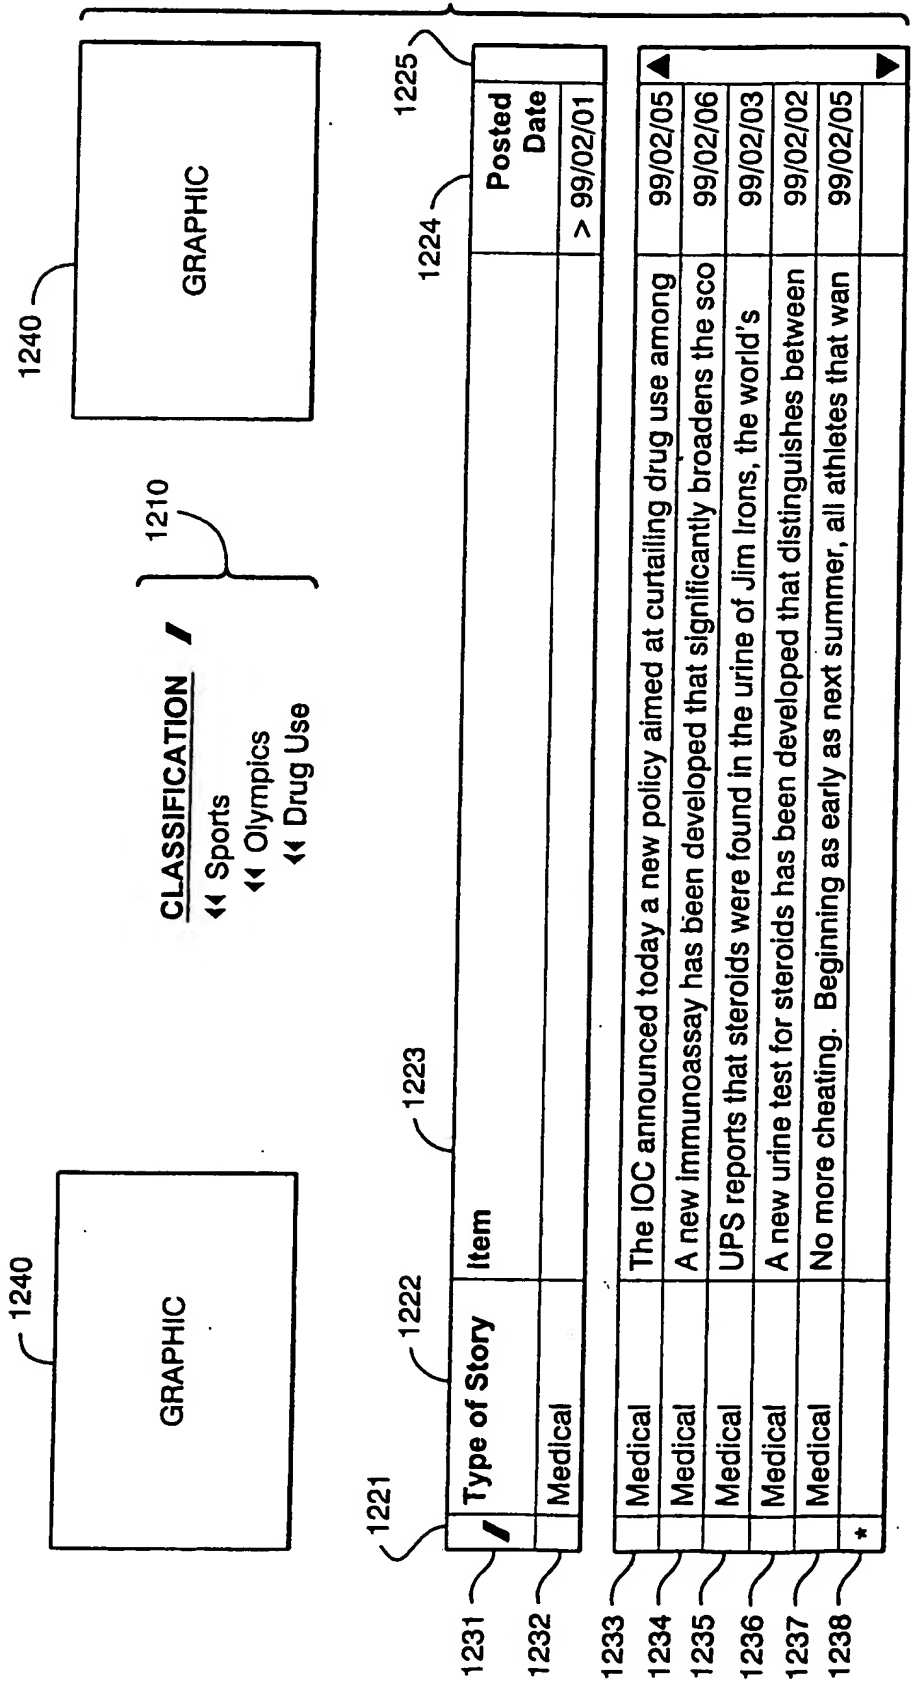 1240
GRAPHIC
1240
GRAPHIC
CLASSIFICATION
Sports
Olympics
Drug Use
1210
1221
1222
1223
1224
1225
1231
Type of Story
Item
Posted Date
1232
Medical
> 99/02/01
1233
Medical
The IOC announced today a new policy aimed at curtailing drug use among
99/02/05
1234
Medical
A new immunoassay has been developed that significantly broadens the sco
99/02/06
1235
Medical
UPS reports that steroids were found in the urine of Jim Irons, the world's
99/02/03
1236
Medical
A new urine test for steroids has been developed that distinguishes between
99/02/02
1237
Medical
No more cheating. Beginning as early as next summer, all athletes that wan
99/02/05
1238
*